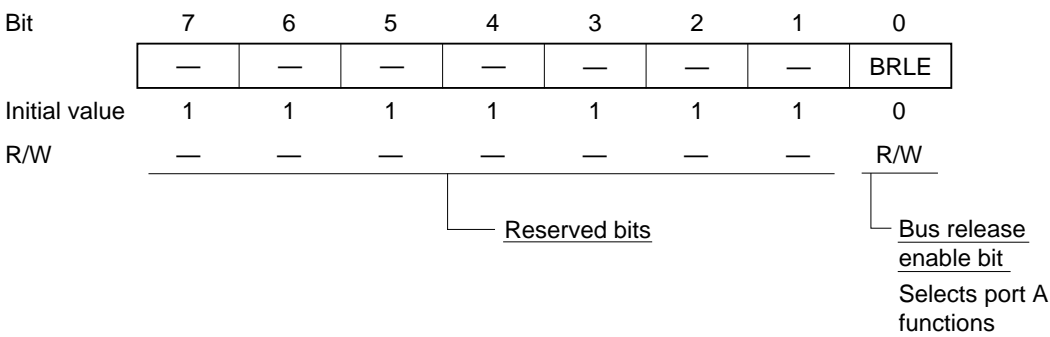 Bit 7 6 5 4 3 2 1 0
— — — — — — — BRLE
Initial value 1 1 1 1 1 1 1 0
R/W — — — — — — — R/W
Reserved bits
Bus release
enable bit
Selects port A
functions